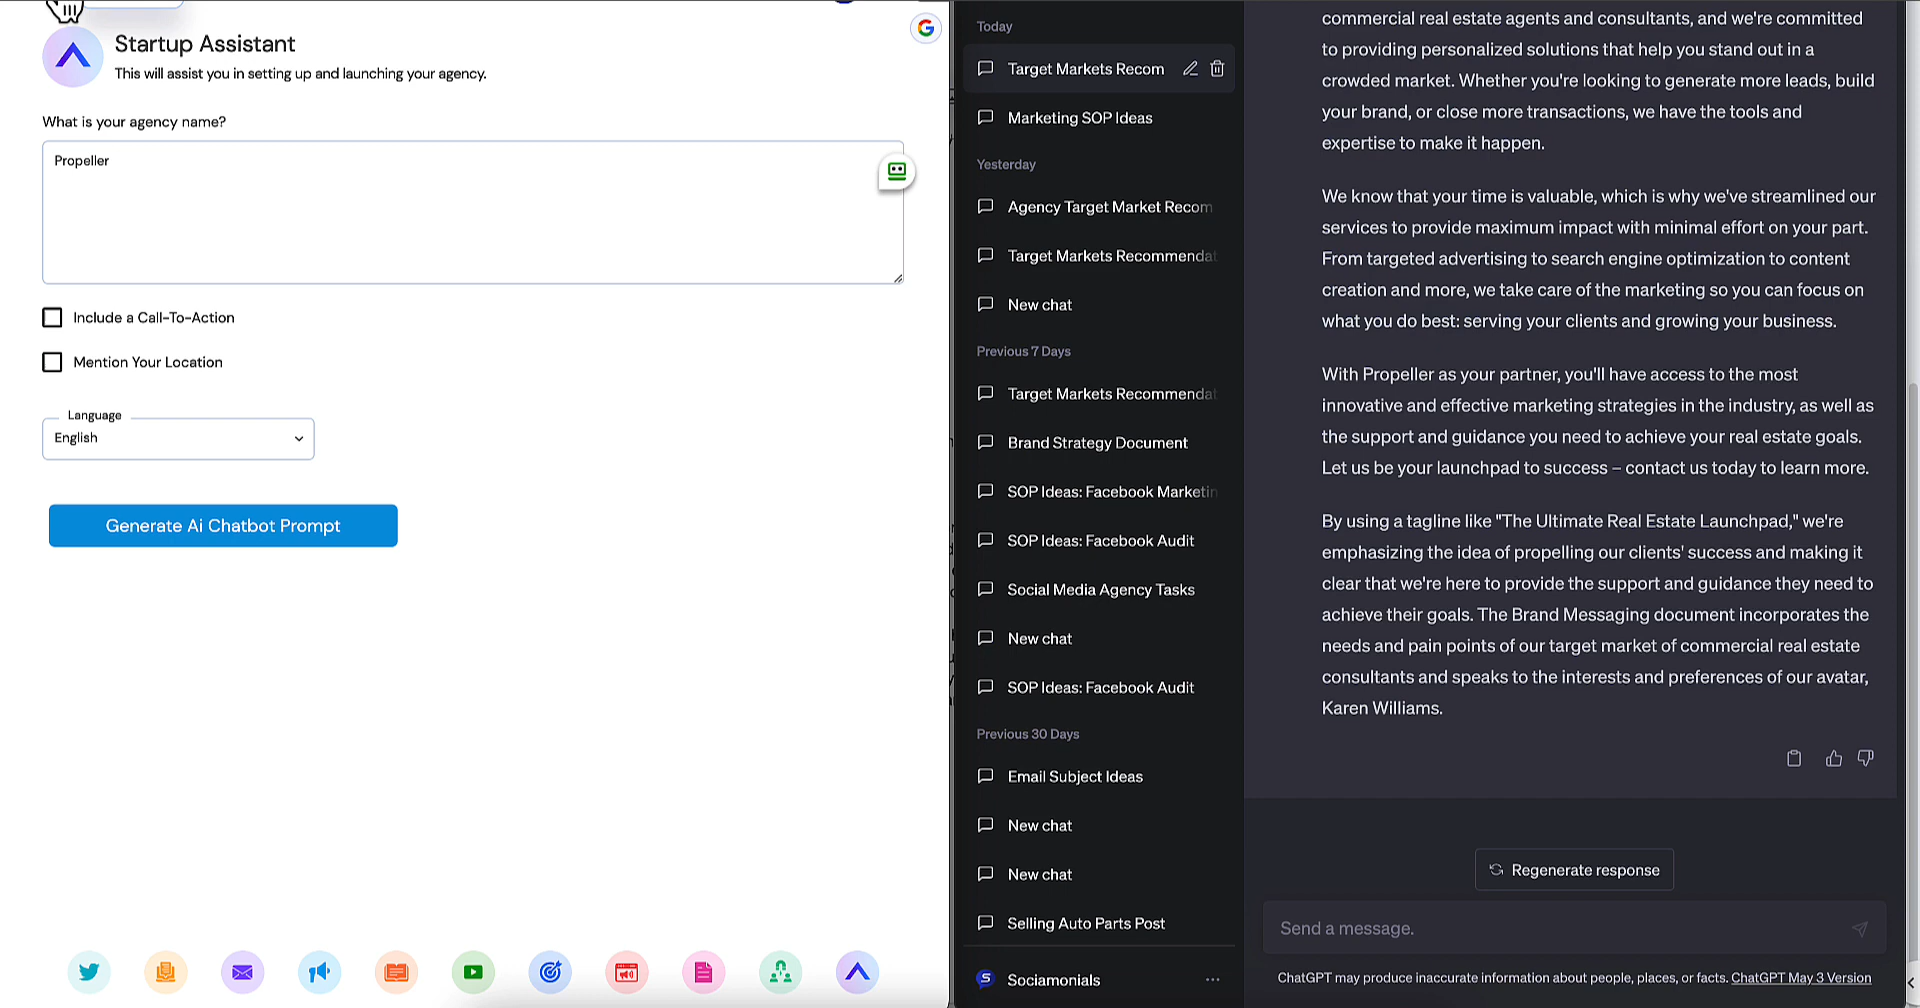 Startup Assistant
This will assist you in setting up and launching your agency.
What is your agency name?
Propeller
Include a Call-To-Action
Mention Your Location
Language
English
Generate Ai Chatbot Prompt
Today
Target Markets Recom
Marketing SOP Ideas
Yesterday
Agency Target Market Recom
Target Markets Recommendat
New chat
Previous 7 Days
Target Markets Recommendat
Brand Strategy Document
SOP Ideas: Facebook Marketin
SOP Ideas: Facebook Audit
Social Media Agency Tasks
New chat
SOP Ideas: Facebook Audit
Previous 30 Days
Email Subject Ideas
New chat
New chat
Selling Auto Parts Post
Sociamonials
commercial real estate agents and consultants, and we're committed
to providing personalized solutions that help you stand out in a
crowded market. Whether you're looking to generate more leads, build
your brand, or close more transactions, we have the tools and
expertise to make it happen.
We know that your time is valuable, which is why we've streamlined our
services to provide maximum impact with minimal effort on your part.
From targeted advertising to search engine optimization to content
creation and more, we take care of the marketing so you can focus on
what you do best: serving your clients and growing your business.
With Propeller as your partner, you'll have access to the most
innovative and effective marketing strategies in the industry, as well as
the support and guidance you need to achieve your real estate goals.
Let us be your launchpad to success – contact us today to learn more.
By using a tagline like "The Ultimate Real Estate Launchpad," we're
emphasizing the idea of propelling our clients' success and making it
clear that we're here to provide the support and guidance they need to
achieve their goals. The Brand Messaging document incorporates the
needs and pain points of our target market of commercial real estate
consultants and speaks to the interests and preferences of our avatar,
Karen Williams.
Regenerate response
Send a message.
ChatGPT may produce inaccurate information about people, places, or facts. ChatGPT May 3 Version